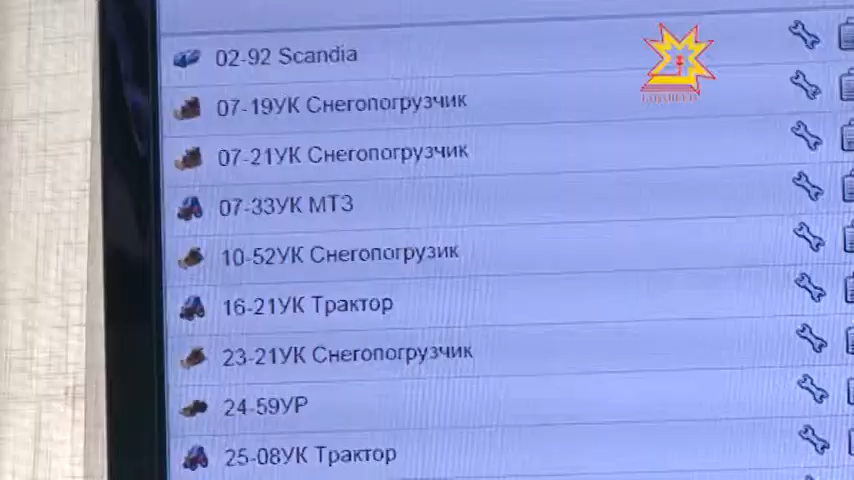 02-92 Scandia
07-19УК Снегопогрузчик
07-21УК Снегопогрузчик
07-33УК МТЗ
10-52УК Снегопогрузик
16-21УК Трактор
23-21УК Снегопогрузчик
24-59УР
25-08УК Трактор